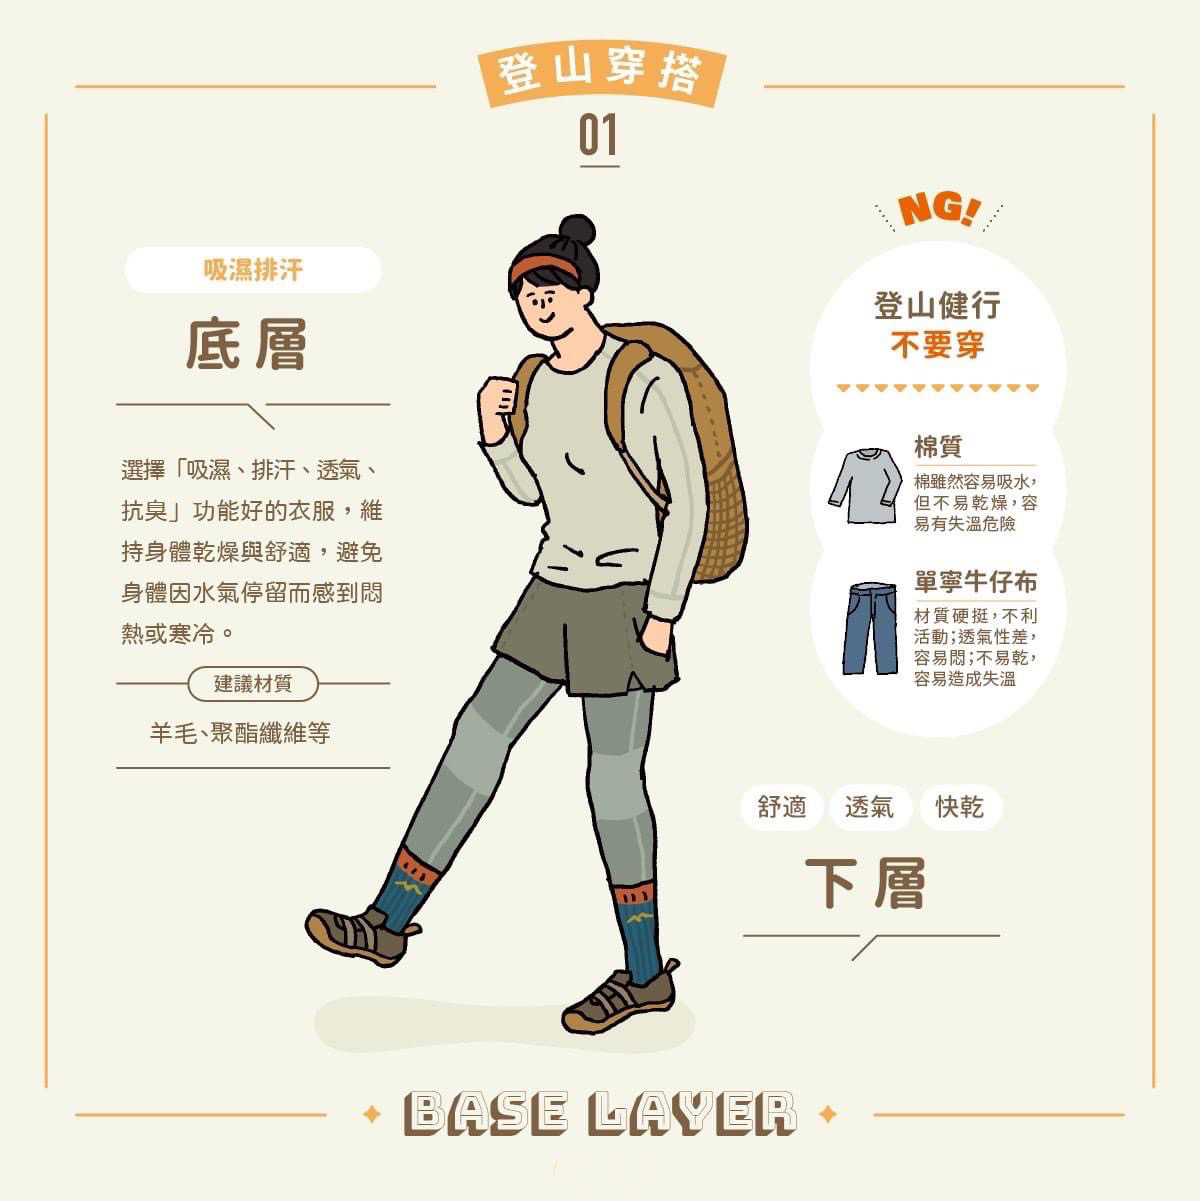 登山穿搭
01
吸濕排汗
底層
選擇「吸濕、排汗、透氣、
抗臭」功能好的衣服，維
持身體乾燥與舒適，避免
身體因水氣停留而感到悶
熱或寒冷。
建議材質
羊毛、聚酯纖維等
NG!
登山健行
不要穿
棉質
棉雖然容易吸水，
但不易乾燥，容
易有失溫危險
單寧牛仔布
材質硬挺，不利
活動；透氣性差，
容易悶；不易乾，
容易造成失溫
舒適 透氣 快乾
下層
BASE LAYER